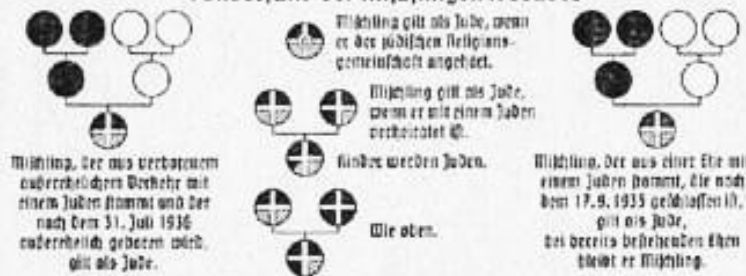 Mischling, der aus verbotenem
außerehelichem Verkehr mit
einem Juden stammt und der
nach dem 31. Juli 1936
außerehelich geboren wird,
gilt als Jude.
Mischling gilt als Jude, wenn
er der jüdischen Religions-
gemeinschaft angehört.
Mischling gilt als Jude,
wenn er mit einem Juden
verheiratet ist.
Kinder werden Juden.
Wie oben.
Mischling, der aus einer Ehe mit
einem Juden stammt, die nach
dem 17.9.1935 geschlossen ist,
gilt als Jude,
bei bereits bestehenden Ehen
bleibt er Mischling.